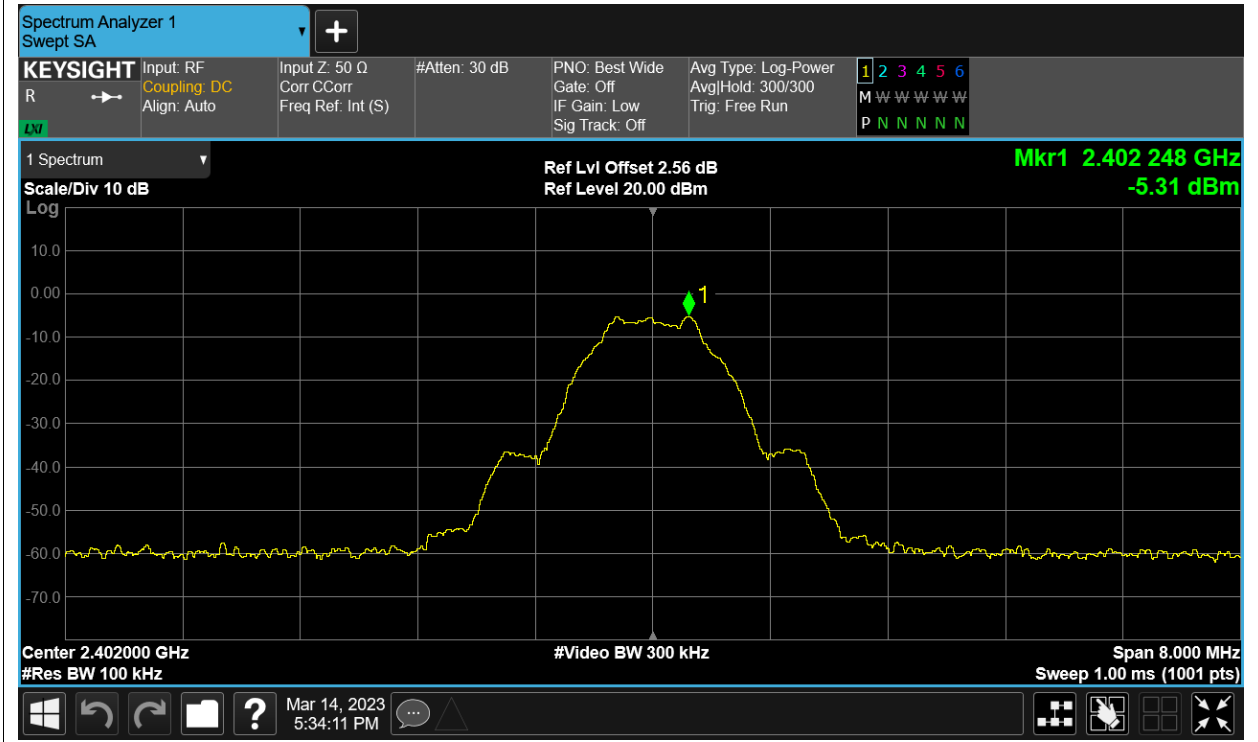 Spectrum Analyzer 1
Swept SA
KEYSIGHT
R
LXI
Input: RF
Coupling: DC
Align: Auto
Input Z: 50 Ω
Corr CCorr
Freq Ref: Int (S)
#Atten: 30 dB
PNO: Best Wide
Gate: Off
IF Gain: Low
Sig Track: Off
Avg Type: Log-Power
Avg|Hold: 300/300
Trig: Free Run
1 2 3 4 5 6
M W W W W W
P N N N N N
1 Spectrum
Scale/Div 10 dB
Log
Ref Lvl Offset 2.56 dB
Ref Level 20.00 dBm
Mkr1 2.402 248 GHz
-5.31 dBm
10.0
0.00
-10.0
-20.0
-30.0
-40.0
-50.0
-60.0
-70.0
1
Center 2.402000 GHz
#Res BW 100 kHz
#Video BW 300 kHz
Span 8.000 MHz
Sweep 1.00 ms (1001 pts)
?
Mar 14, 2023
5:34:11 PM